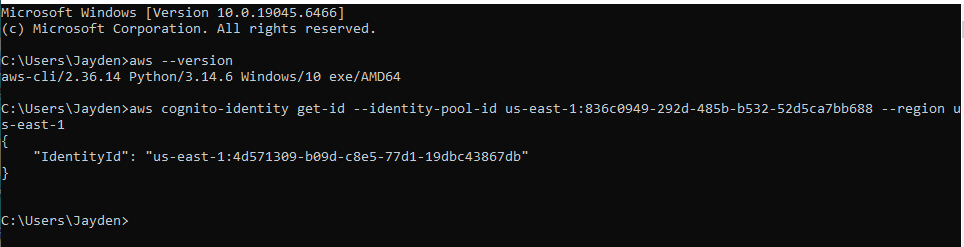 Microsoft Windows [Version 10.0.19045.6466]
(c) Microsoft Corporation. All rights reserved.
C:\Users\Jayden>aws --version
aws-cli/2.36.14 Python/3.14.6 Windows/10 exe/AMD64
C:\Users\Jayden>aws cognito-identity get-id --identity-pool-id us-east-1:836c0949-292d-485b-b532-52d5ca7bb688 --region u
s-east-1
{
    "IdentityId": "us-east-1:4d571309-b09d-c8e5-77d1-19dbc43867db"
}
C:\Users\Jayden>